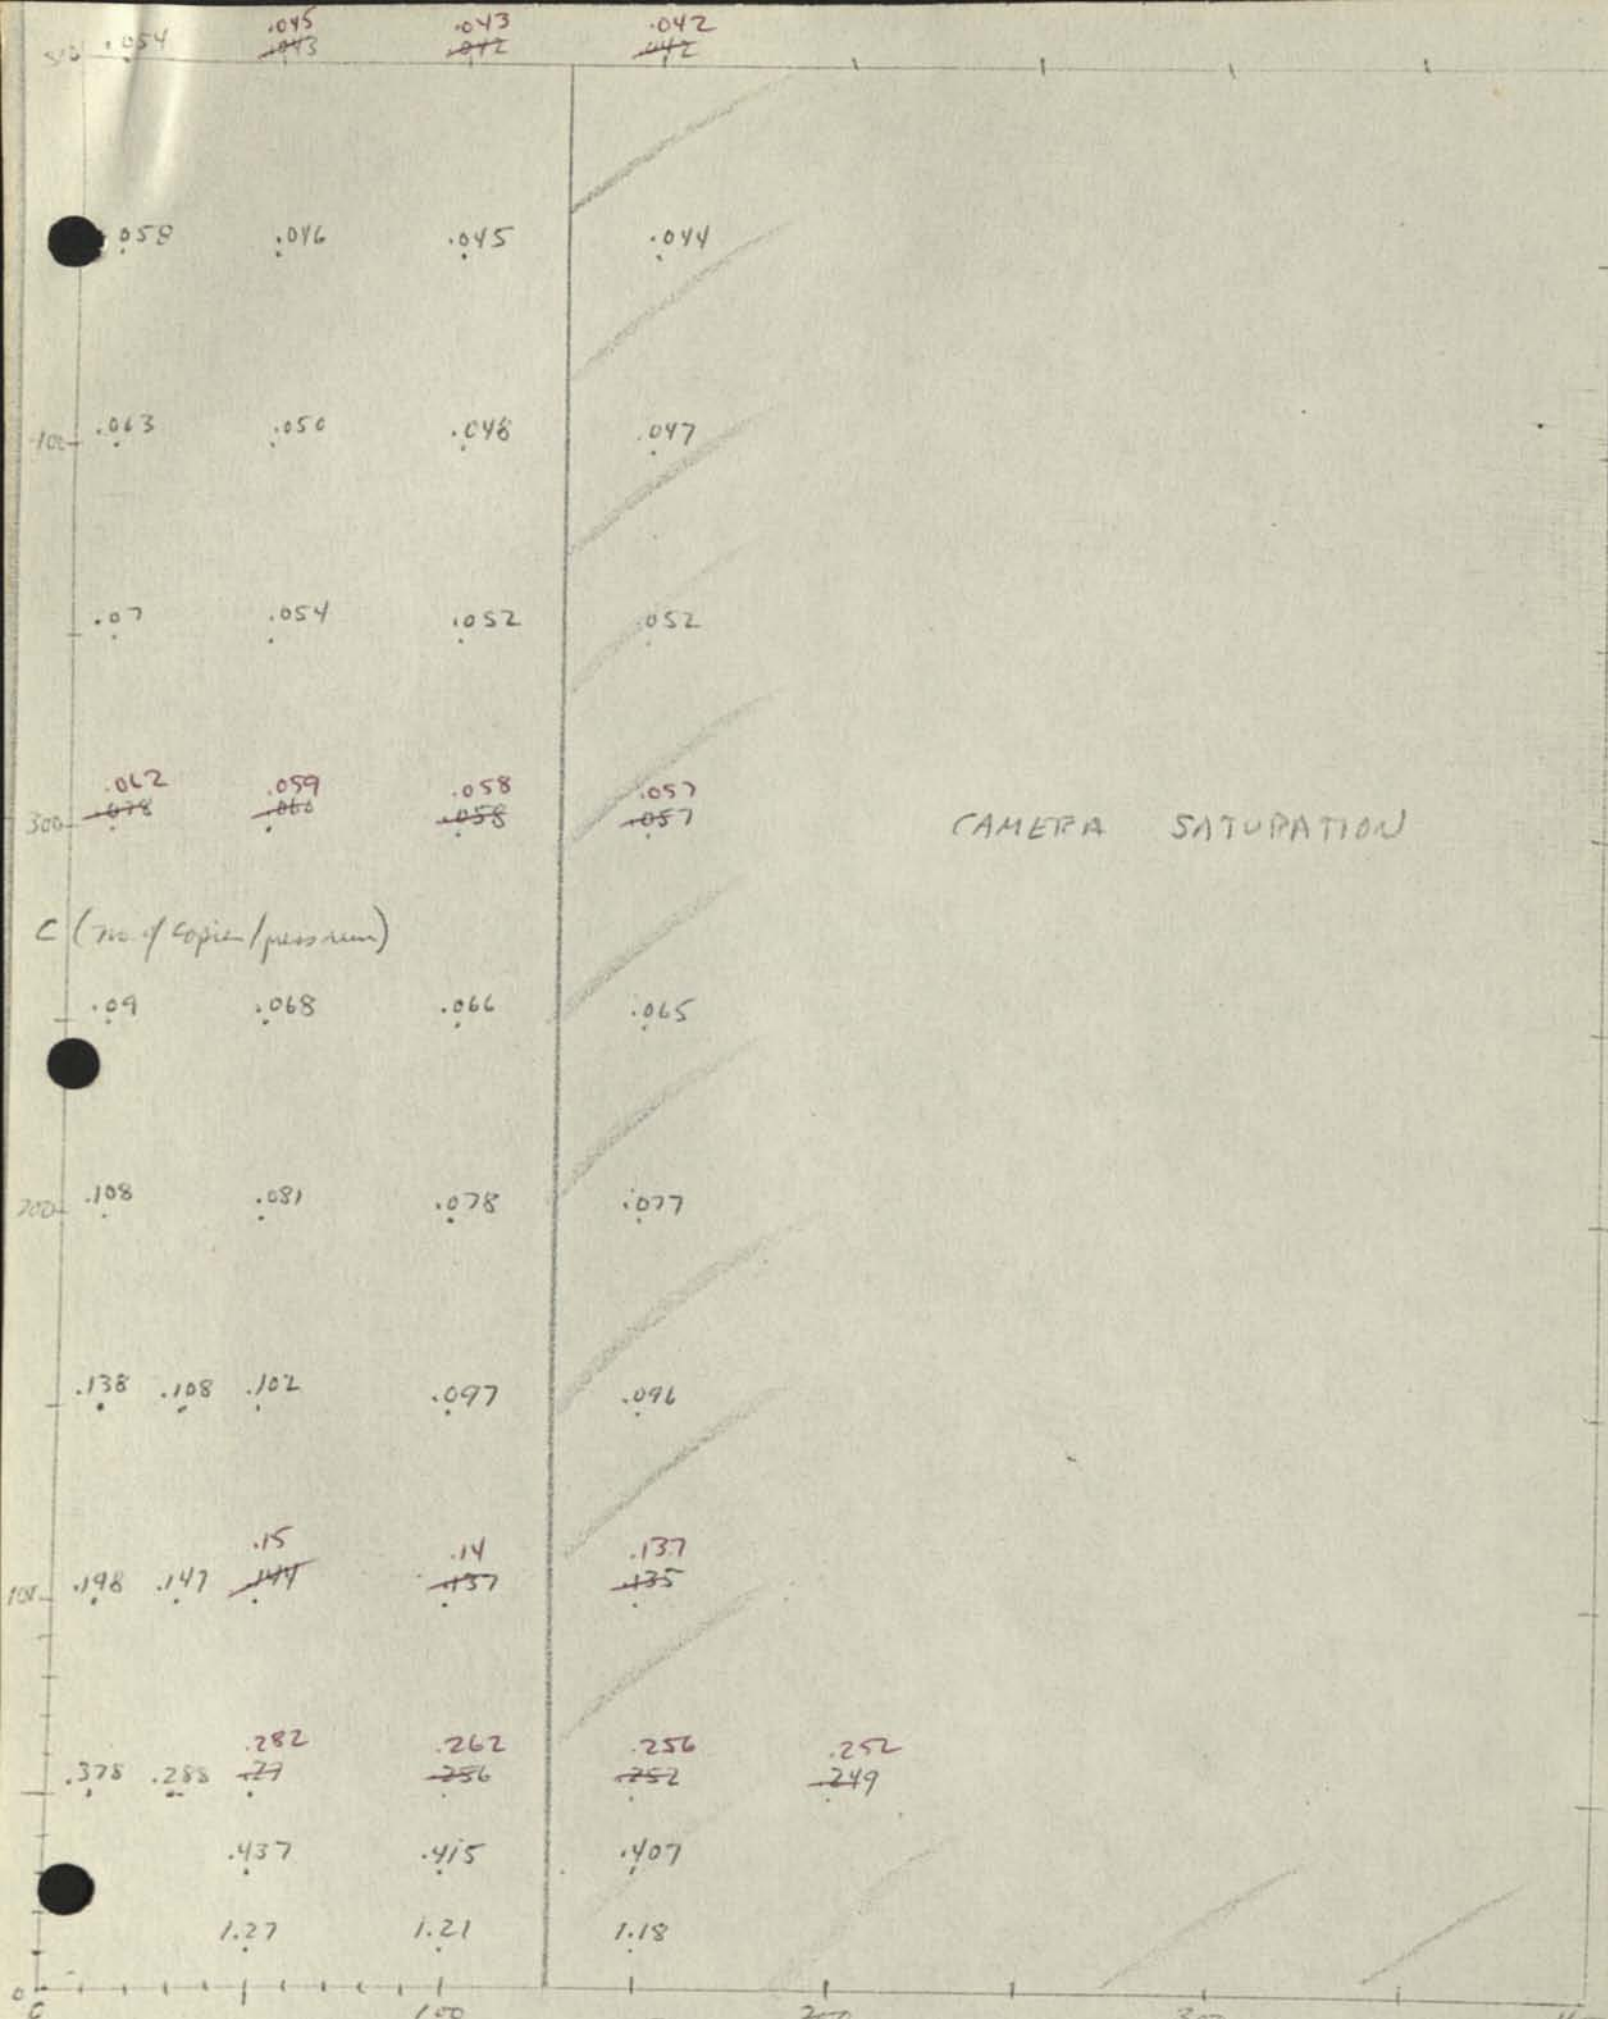 .045 .043 .042
.054 .043 .042 .042
.058 .046 .045 .044
400 .063 .050 .048 .047
.07 .054 .052 .052
.062 .059 .058 .057
300 .078 .060 .058 .057
CAMERA SATURATION
C (no. of copies/press run)
.09 .068 .066 .065
200 .108 .081 .078 .077
.138 .108 .102 .097 .096
.15 .14 .137
100 .198 .147 .144 .137 .135
.282 .262 .256 .252
.378 .288 .27 .256 .252 .249
.437 .415 .407
1.27 1.21 1.18
0
0 100 200 300